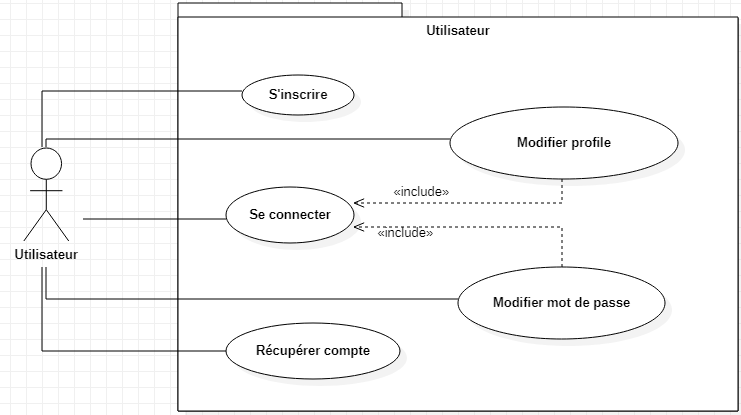 Utilisateur
S'inscrire
Modifier profile
«include»
Se connecter
«include»
Utilisateur
Modifier mot de passe
Récupérer compte